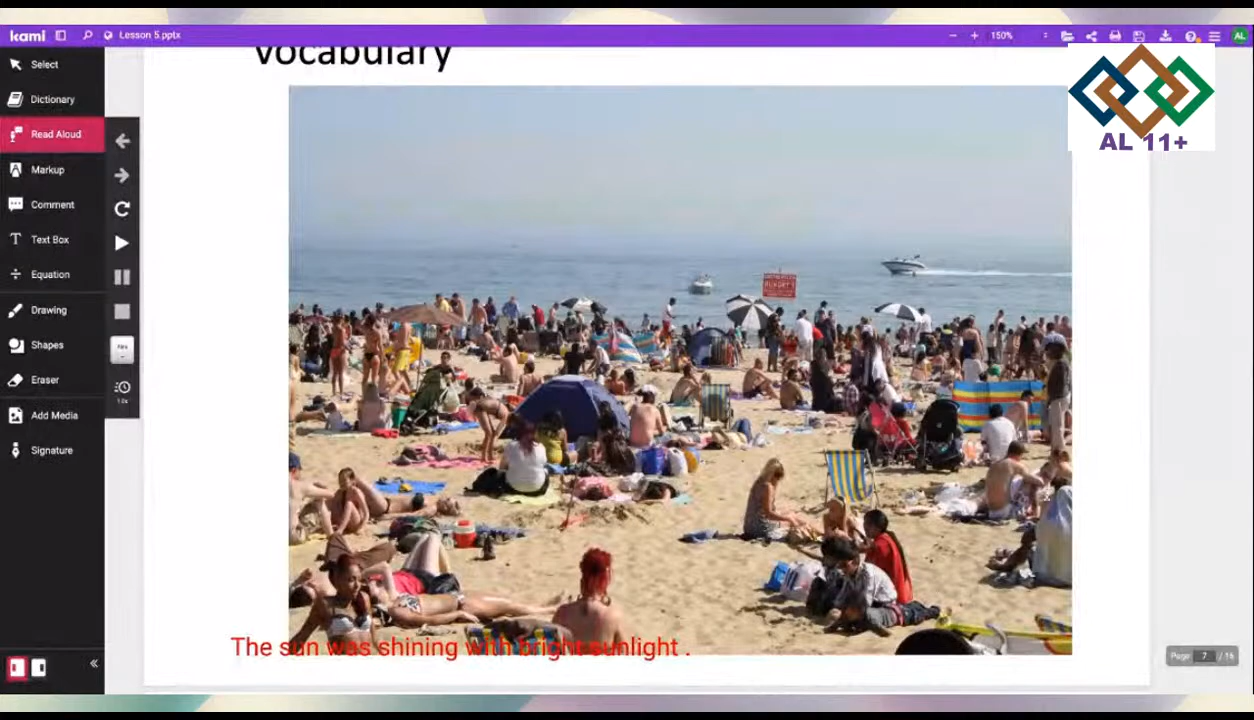 kami
Lesson 5.pptx
150%
AL
AL 11+
Select
Dictionary
Read Aloud
Markup
Comment
Text Box
Equation
Drawing
Shapes
Eraser
Add Media
Signature
Vocabulary
The sun was shining with bright sunlight .
Page 7 / 16